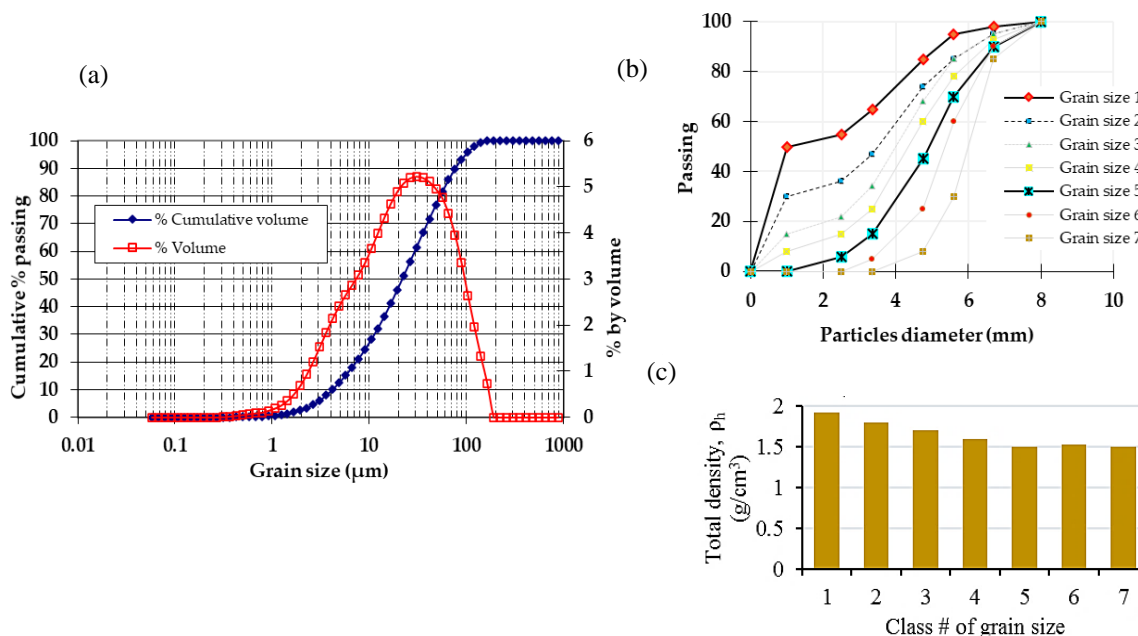 (a)
100
90
80
70
60
50
40
30
20
10
0
Cumulative % passing
% Cumulative volume
% Volume
6
5
4
3
2
1
0
% by volume
0.01 0.1 1 10 100 1000
Grain size (µm)
(b)
100
80
60
40
20
0
Passing
Grain size 1
Grain size 2
Grain size 3
Grain size 4
Grain size 5
Grain size 6
Grain size 7
0 2 4 6 8 10
Particles diameter (mm)
(c)
2
1.5
1
0.5
0
Total density, ρh
(g/cm³)
1 2 3 4 5 6 7
Class # of grain size